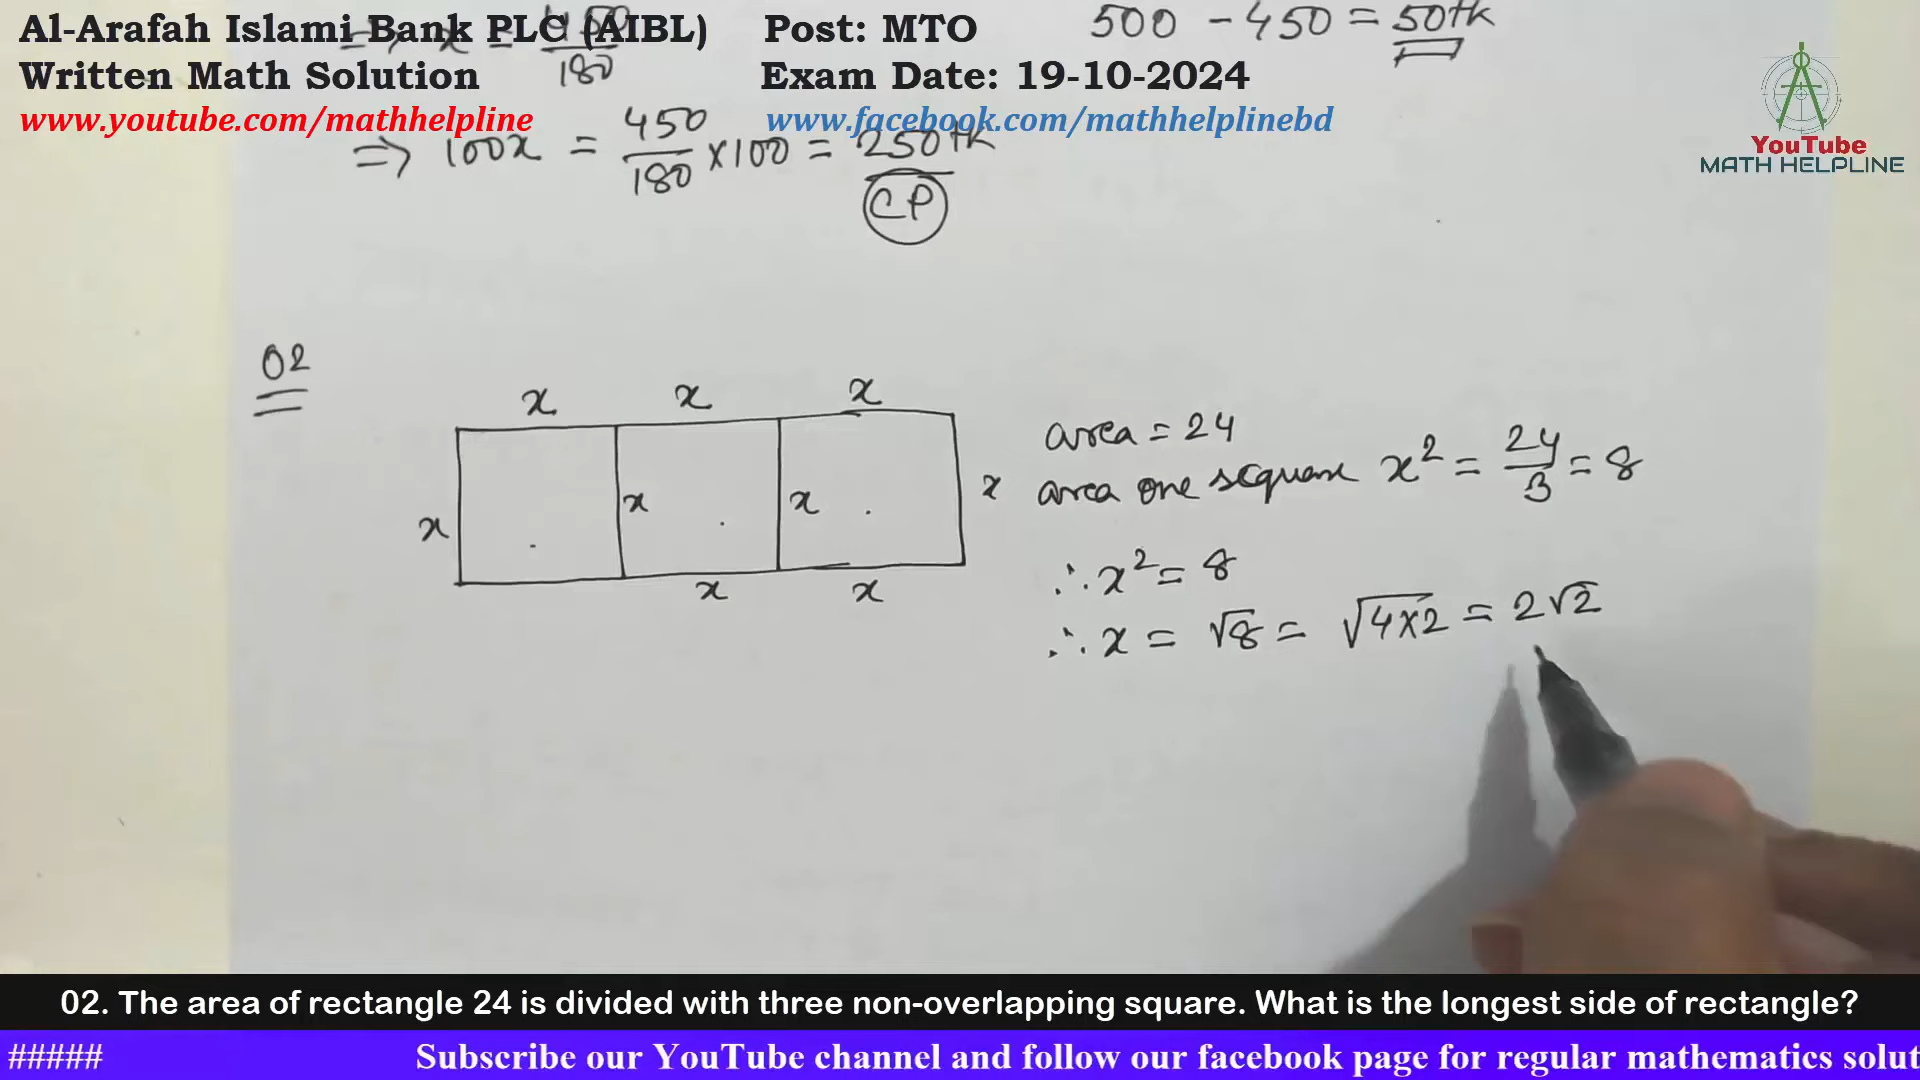 Al-Arafah Islami Bank PLC (AIBL) Post: MTO
Written Math Solution Exam Date: 19-10-2024
www.youtube.com/mathhelpline www.facebook.com/mathhelplinebd
YouTube
MATH HELPLINE
500 - 450 = 50tk
=> x = 450/180
=> 100x = 450/180 × 100 = 250tk
CP
02
x x x
x x x x
x x
area = 24
area one square x² = 24/3 = 8
∴ x² = 8
∴ x = √8 = √4×2 = 2√2
02. The area of rectangle 24 is divided with three non-overlapping square. What is the longest side of rectangle?
##### Subscribe our YouTube channel and follow our facebook page for regular mathematics solut